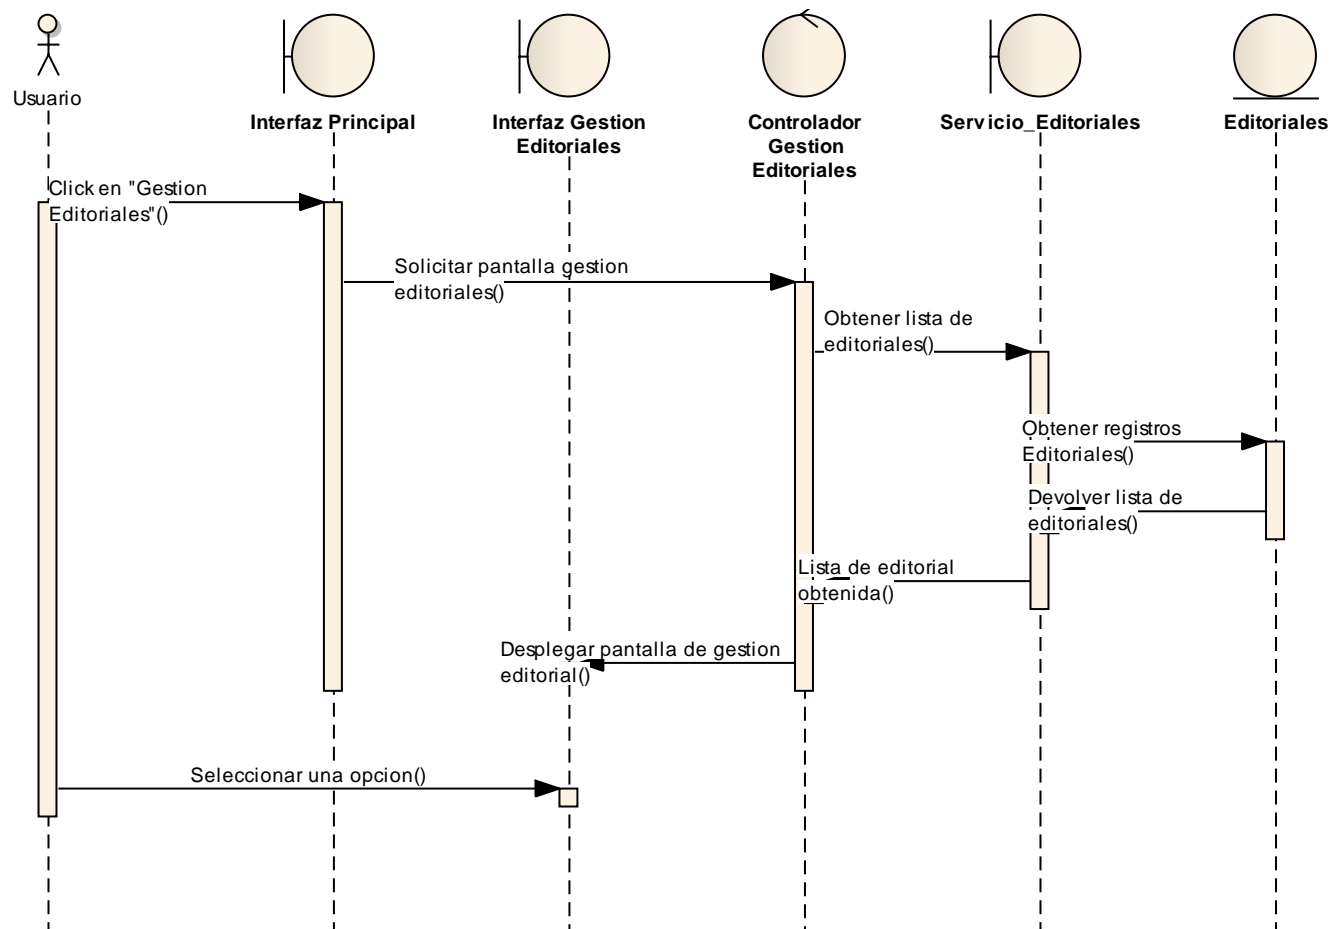 Usuario
Interfaz Principal
Interfaz Gestion
Editoriales
Controlador
Gestion
Editoriales
Servicio_Editoriales
Editoriales
Click en "Gestion
Editoriales"()
Solicitar pantalla gestion
editoriales()
Obtener lista de
editoriales()
Obtener registros
Editoriales()
Devolver lista de
editoriales()
Lista de editorial
obtenida()
Desplegar pantalla de gestion
editorial()
Seleccionar una opcion()